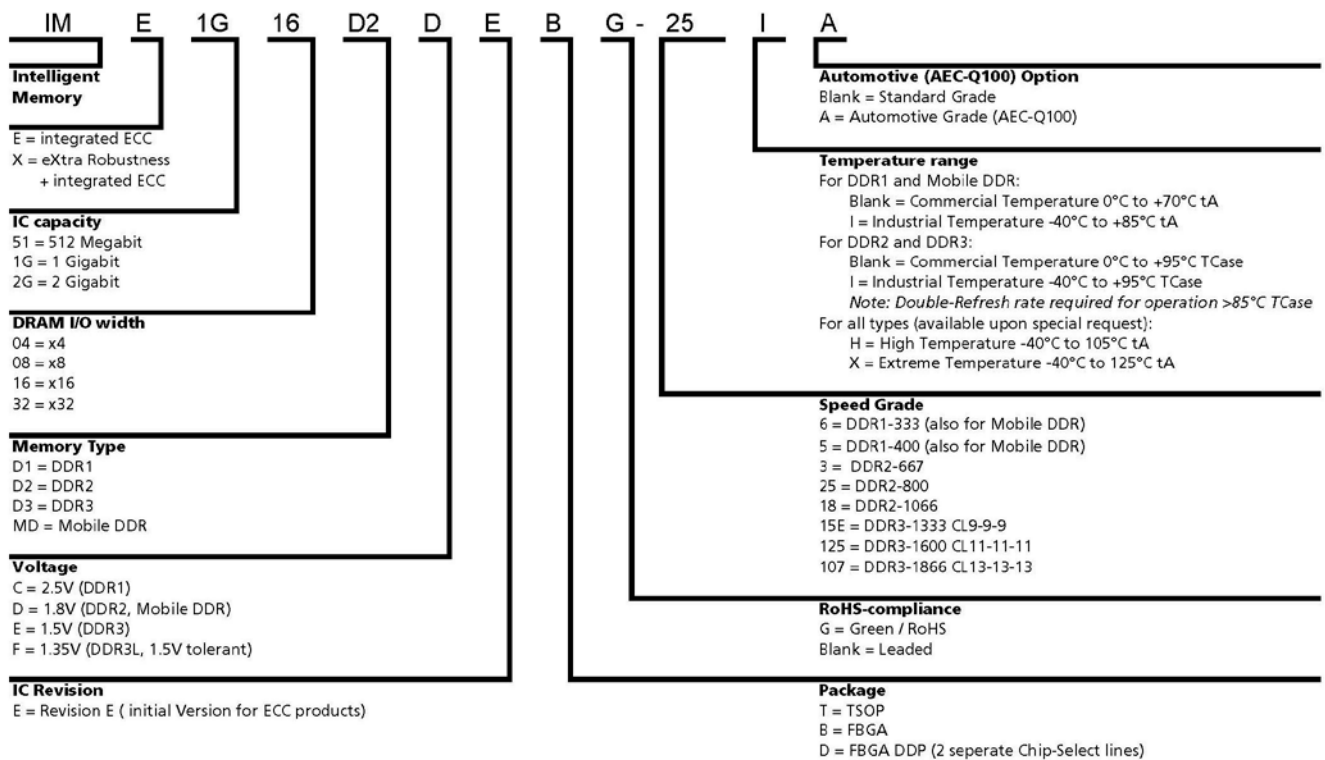 IM E 1G 16 D2 D E B G - 25 I A
Intelligent
Memory
E = integrated ECC
X = eXtra Robustness
+ integrated ECC
IC capacity
51 = 512 Megabit
1G = 1 Gigabit
2G = 2 Gigabit
DRAM I/O width
04 = x4
08 = x8
16 = x16
32 = x32
Memory Type
D1 = DDR1
D2 = DDR2
D3 = DDR3
MD = Mobile DDR
Voltage
C = 2.5V (DDR1)
D = 1.8V (DDR2, Mobile DDR)
E = 1.5V (DDR3)
F = 1.35V (DDR3L, 1.5V tolerant)
IC Revision
E = Revision E ( initial Version for ECC products)
Automotive (AEC-Q100) Option
Blank = Standard Grade
A = Automotive Grade (AEC-Q100)
Temperature range
For DDR1 and Mobile DDR:
Blank = Commercial Temperature 0°C to +70°C tA
I = Industrial Temperature -40°C to +85°C tA
For DDR2 and DDR3:
Blank = Commercial Temperature 0°C to +95°C TCase
I = Industrial Temperature -40°C to +95°C TCase
Note: Double-Refresh rate required for operation >85°C TCase
For all types (available upon special request):
H = High Temperature -40°C to 105°C tA
X = Extreme Temperature -40°C to 125°C tA
Speed Grade
6 = DDR1-333 (also for Mobile DDR)
5 = DDR1-400 (also for Mobile DDR)
3 = DDR2-667
25 = DDR2-800
18 = DDR2-1066
15E = DDR3-1333 CL9-9-9
125 = DDR3-1600 CL11-11-11
107 = DDR3-1866 CL13-13-13
RoHS-compliance
G = Green / RoHS
Blank = Leaded
Package
T = TSOP
B = FBGA
D = FBGA DDP (2 seperate Chip-Select lines)